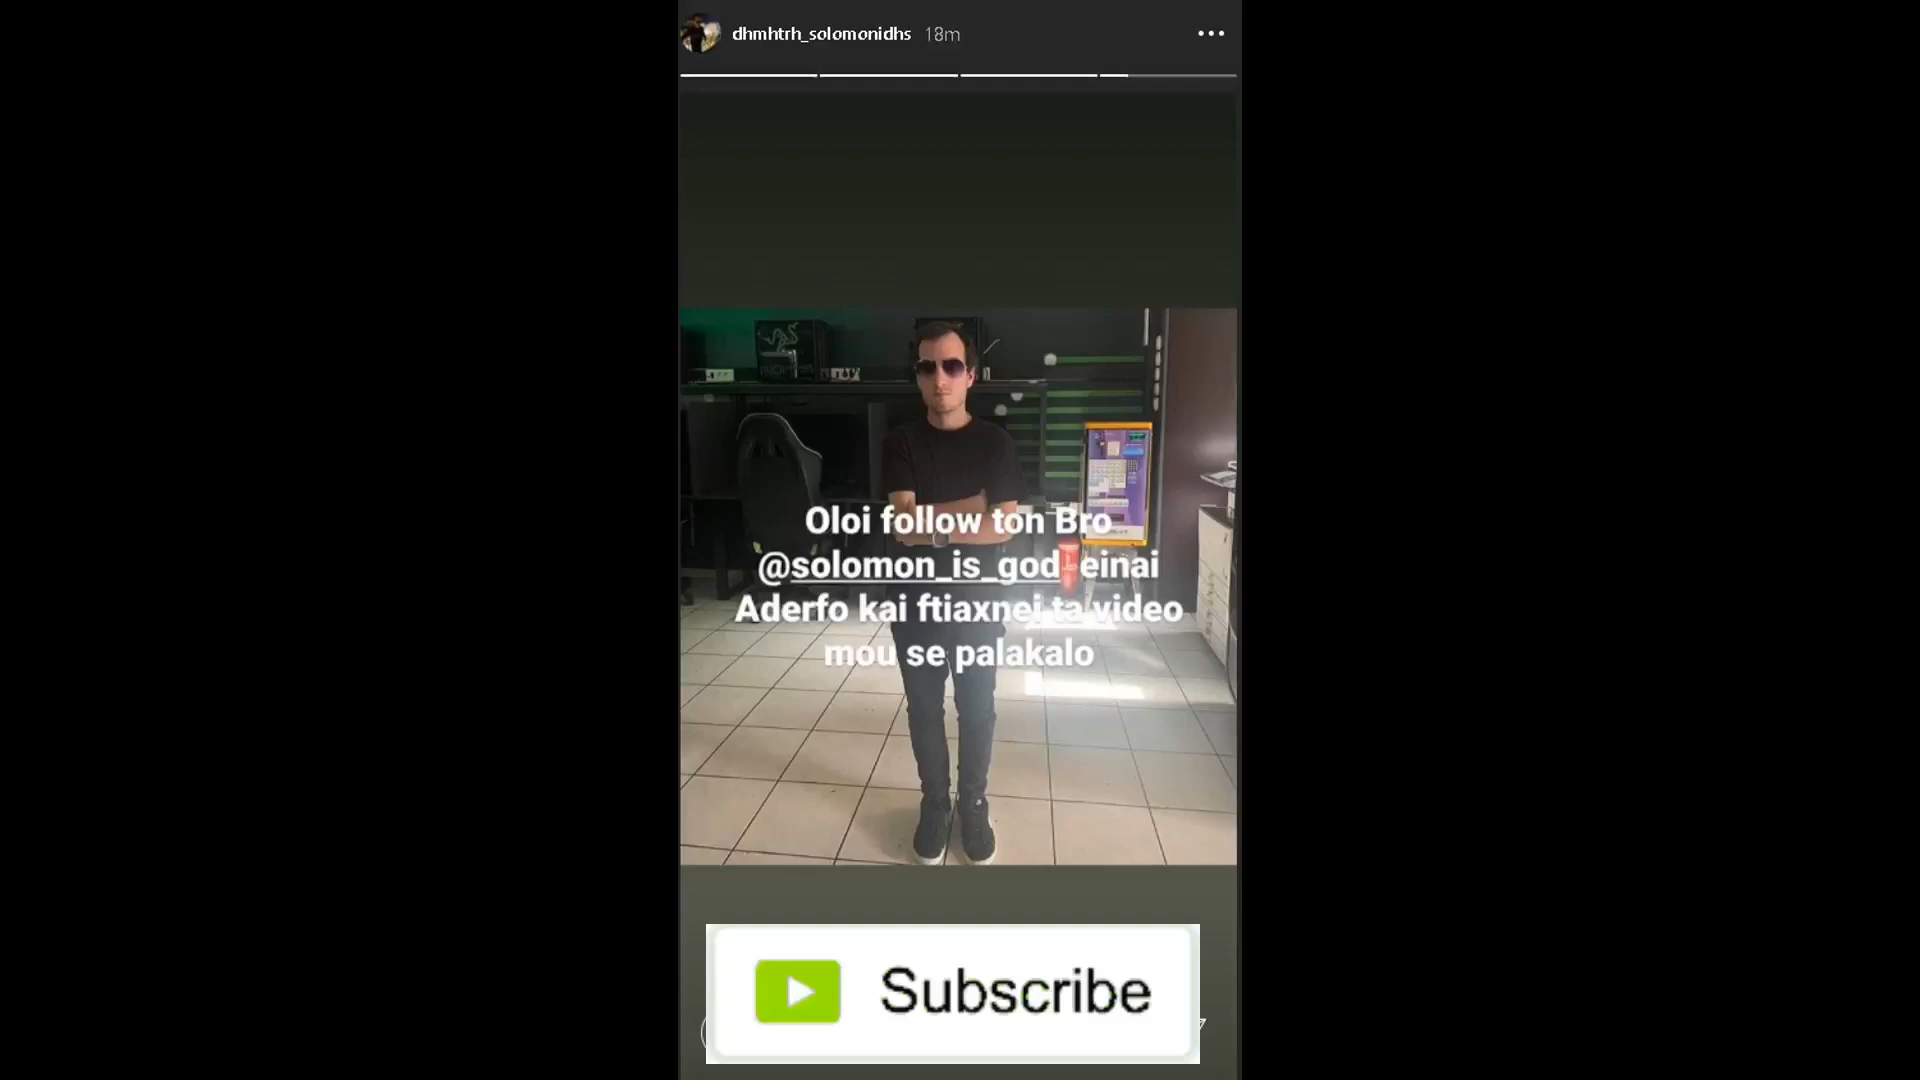 dhmhtrh_solomonidhs 18m
Oloi follow ton Bro
@solomon_is_god einai
Aderfo kai ftiaxnei ta video
mou se palakalo
Subscribe